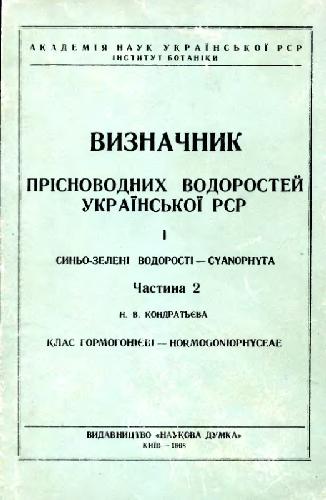 АКАДЕМІЯ НАУК УКРАЇНСЬКОЇ РСР
ІНСТИТУТ БОТАНІКИ
ВИЗНАЧНИК
ПРІСНОВОДНИХ ВОДОРОСТЕЙ
УКРАЇНСЬКОЇ РСР
I
СИНЬО-ЗЕЛЕНІ ВОДОРОСТІ — CYANOPHYTA
Частина 2
Н. В. КОНДРАТЬЄВА
КЛАС ГОРМОГОНІЄВІ — HORMOGONIOPHYCEAE
ВИДАВНИЦТВО «НАУКОВА ДУМКА»
КИЇВ — 1968